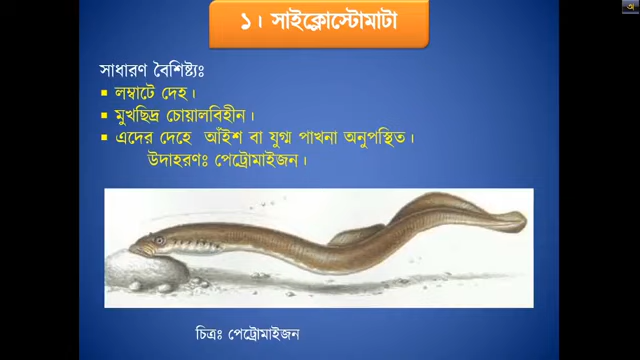 ১। সাইক্লোস্টোমাটা
সাধারণ বৈশিষ্ট্যঃ
▪ লম্বাটে দেহ।
▪ মুখছিদ্র চোয়ালবিহীন।
▪ এদের দেহে আঁইশ বা যুগ্ম পাখনা অনুপস্থিত।
উদাহরণঃ পেট্রোমাইজন।
চিত্রঃ পেট্রোমাইজন
অ